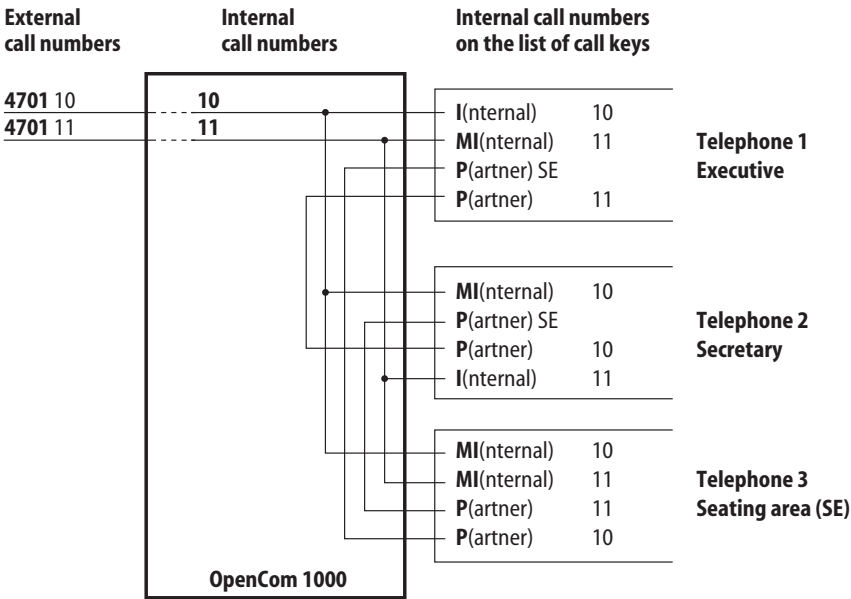 External call numbers
Internal call numbers
Internal call numbers on the list of call keys
4701 10
10
4701 11
11
I(nternal) 10
MI(nternal) 11
P(artner) SE
P(artner) 11
Telephone 1
Executive
MI(nternal) 10
P(artner) SE
P(artner) 10
I(nternal) 11
Telephone 2
Secretary
MI(nternal) 10
MI(nternal) 11
P(artner) 11
P(artner) 10
Telephone 3
Seating area (SE)
OpenCom 1000